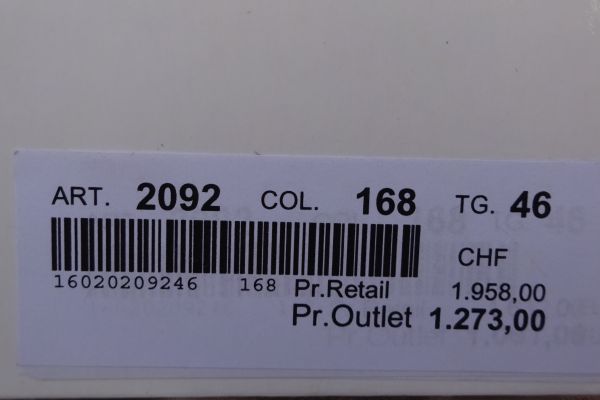 ART. 2092 COL. 168 TG. 46
CHF
16020209246 168 Pr.Retail 1.958,00
Pr.Outlet 1.273,00